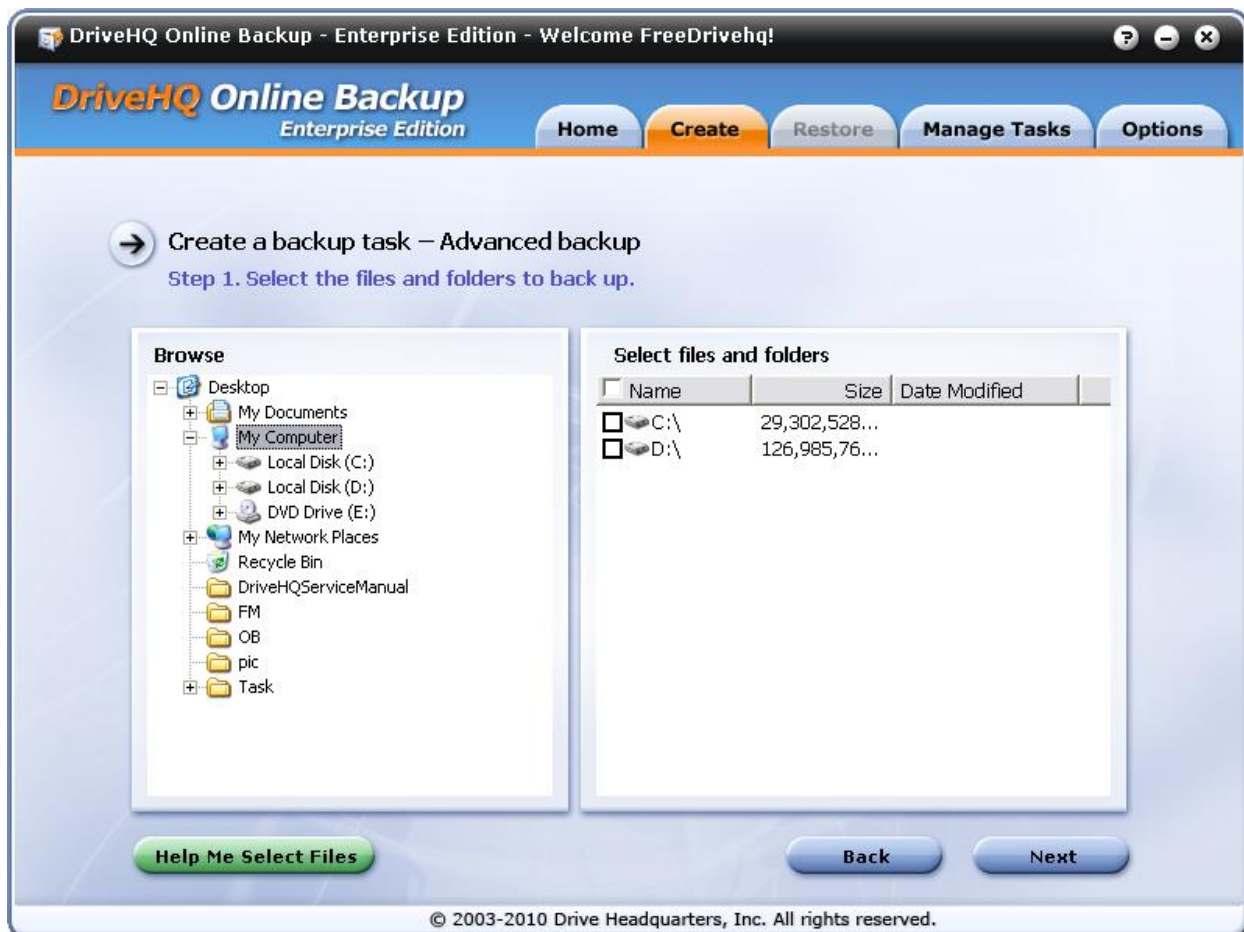 DriveHQ Online Backup - Enterprise Edition - Welcome FreeDrivehq!
DriveHQ Online Backup
Enterprise Edition
Home Create Restore Manage Tasks Options
Create a backup task – Advanced backup
Step 1. Select the files and folders to back up.
Browse
Desktop
My Documents
My Computer
Local Disk (C:)
Local Disk (D:)
DVD Drive (E:)
My Network Places
Recycle Bin
DriveHQServiceManual
FM
OB
pic
Task
Select files and folders
Name Size Date Modified
C:\ 29,302,528...
D:\ 126,985,76...
Help Me Select Files
Back Next
© 2003-2010 Drive Headquarters, Inc. All rights reserved.